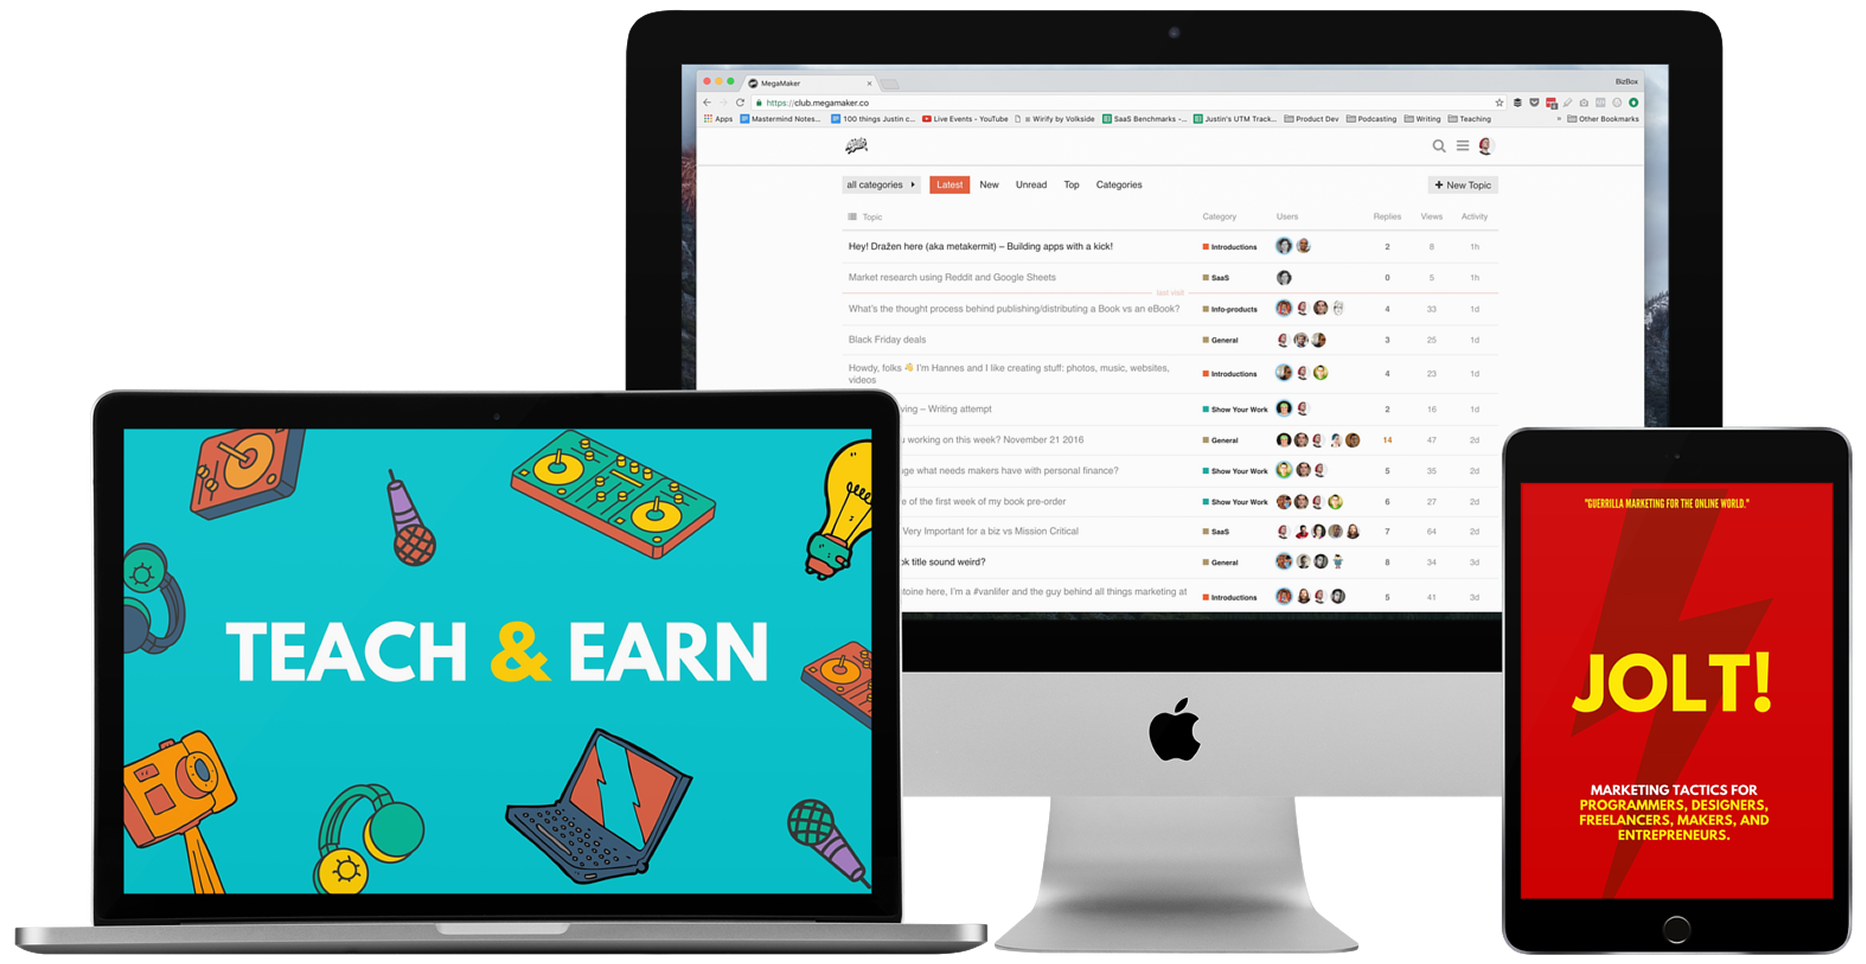 MegaMaker
BizBox
https://club.megamaker.co
Apps Mastermind Notes... 100 things Justin c... Live Events - YouTube Wirify by Volkside SaaS Benchmarks -... Justin's UTM Track... Product Dev Podcasting Writing Teaching » Other Bookmarks
all categories Latest New Unread Top Categories + New Topic
Topic Category Users Replies Views Activity
Hey! Dražen here (aka metakermit) – Building apps with a kick! Introductions 2 8 1h
Market research using Reddit and Google Sheets SaaS 0 5 1h
last visit
What's the thought process behind publishing/distributing a Book vs an eBook? Info-products 4 33 1d
Black Friday deals General 3 25 1d
Howdy, folks 👋 I'm Hannes and I like creating stuff: photos, music, websites,
videos Introductions 4 23 1d
ving – Writing attempt Show Your Work 2 16 1d
u working on this week? November 21 2016 General 14 47 2d
ge what needs makers have with personal finance? Show Your Work 5 35 2d
e of the first week of my book pre-order Show Your Work 6 27 2d
Very Important for a biz vs Mission Critical SaaS 7 64 2d
ok title sound weird? General 8 34 3d
toine here, I'm a #vanlifer and the guy behind all things marketing at Introductions 5 41 3d
TEACH & EARN
"GUERRILLA MARKETING FOR THE ONLINE WORLD."
JOLT!
MARKETING TACTICS FOR
PROGRAMMERS, DESIGNERS,
FREELANCERS, MAKERS, AND
ENTREPRENEURS.